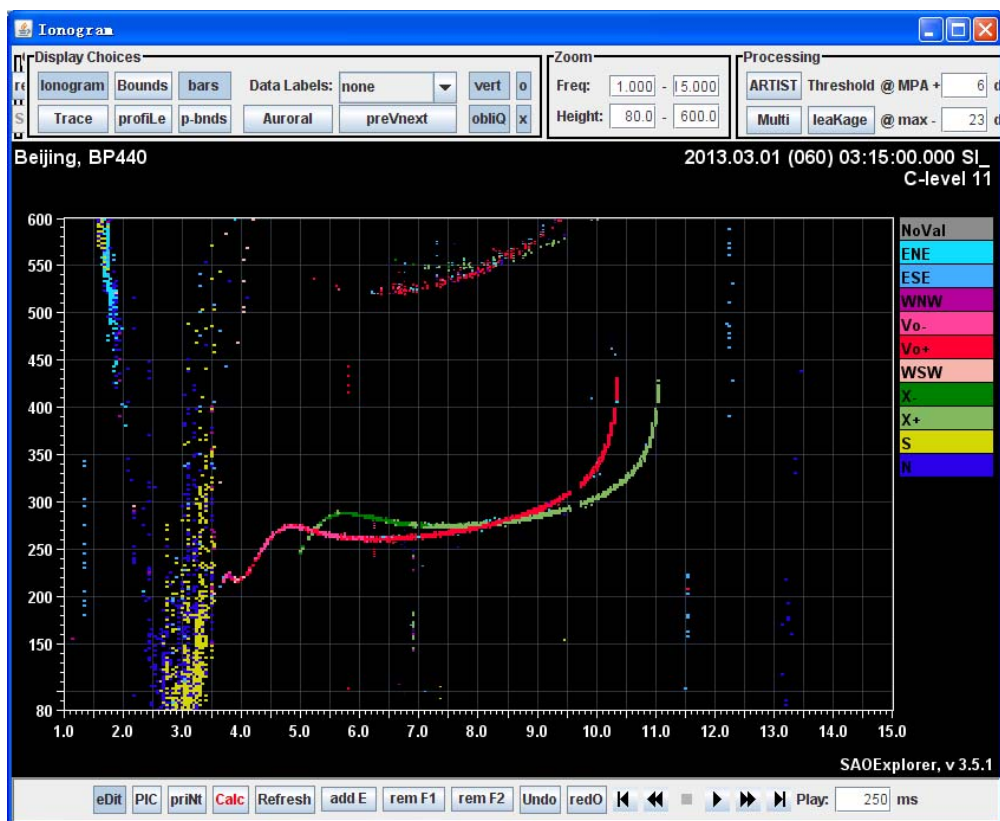 Ionogram
Display Choices
Ionogram Bounds bars Data Labels: none vert o
Trace profiLe p-bnds Auroral preVnext obliQ x
Zoom
Freq: 1.000 - 15.000
Height: 80.0 - 600.0
Processing
ARTIST Threshold @ MPA + 6 d
Multi leaKage @ max - 23 d
Beijing, BP440
2013.03.01 (060) 03:15:00.000 SI_
C-level 11
600
550
500
450
400
350
300
250
200
150
80
1.0 2.0 3.0 4.0 5.0 6.0 7.0 8.0 9.0 10.0 11.0 12.0 13.0 14.0 15.0
NoVal
ENE
ESE
WNW
Vo-
Vo+
WSW
X-
X+
S
N
SAOExplorer, v 3.5.1
eDit PIC priNt Calc Refresh add E rem F1 rem F2 Undo redO Play: 250 ms